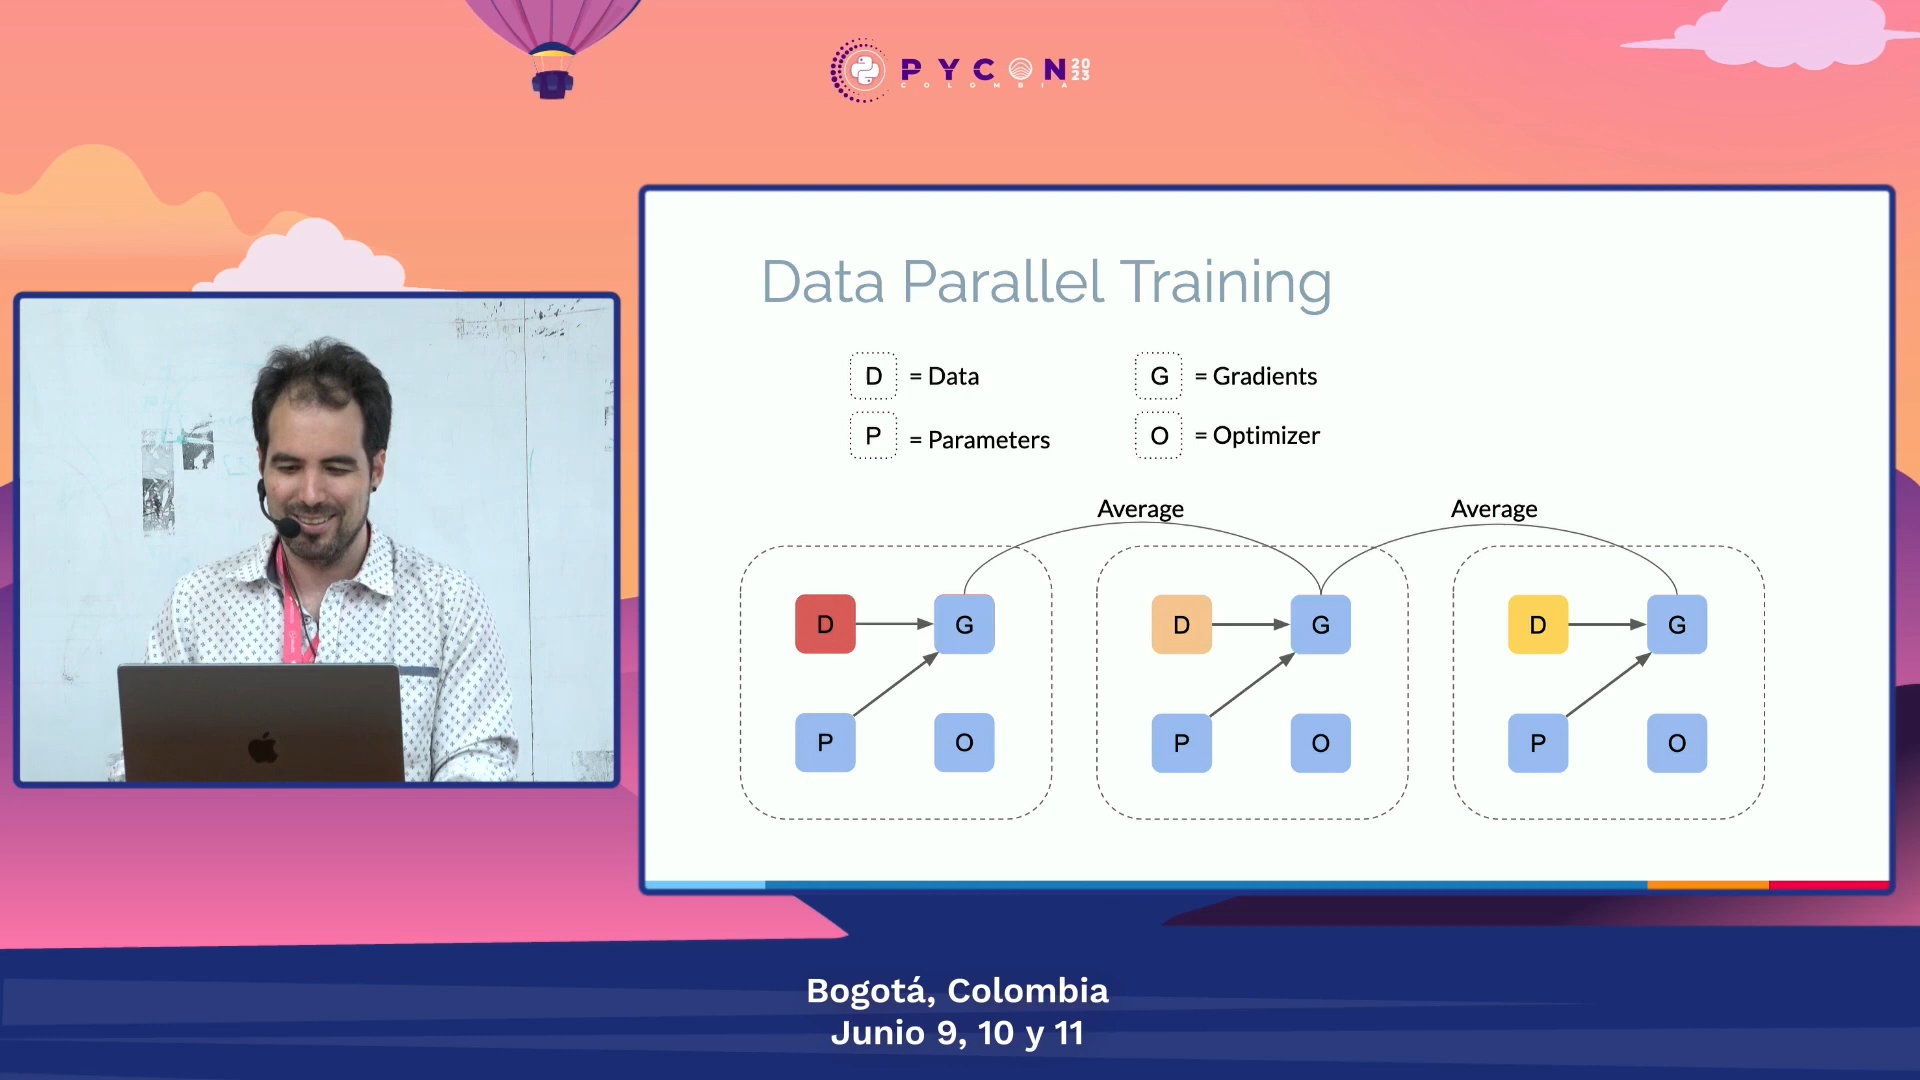 PYCON 2023
COLOMBIA
Data Parallel Training
D = Data
G = Gradients
P = Parameters
O = Optimizer
Average
Average
D
G
D
G
D
G
P
O
P
O
P
O
Bogotá, Colombia
Junio 9, 10 y 11